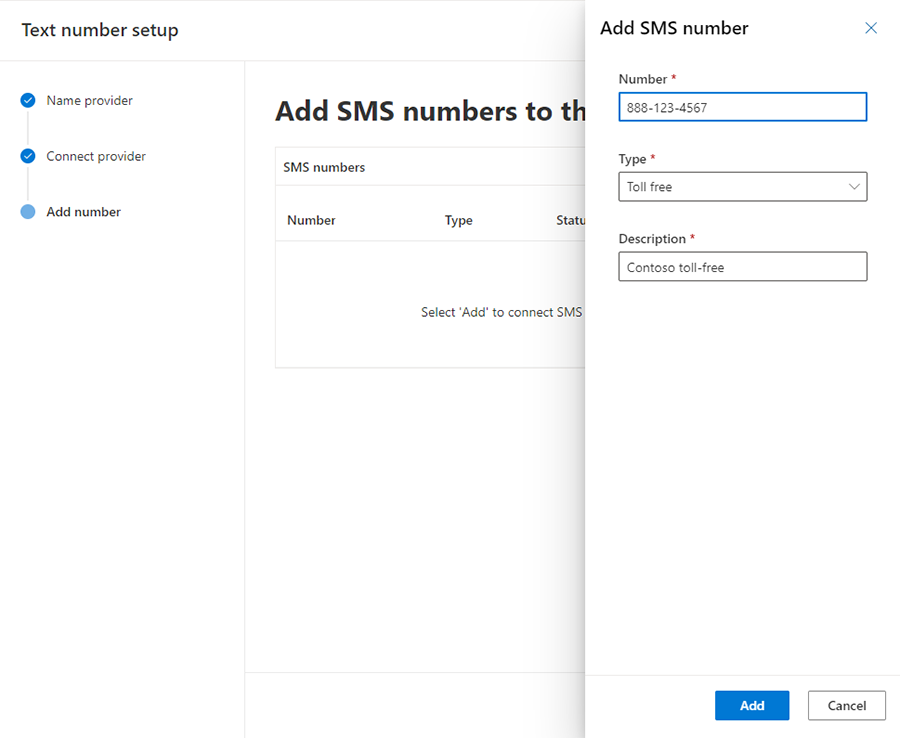 Text number setup
Name provider
Connect provider
Add number
Add SMS numbers to th
SMS numbers
Number Type Statu
Select 'Add' to connect SMS
Add SMS number
Number *
888-123-4567
Type *
Toll free
Description *
Contoso toll-free
Add Cancel